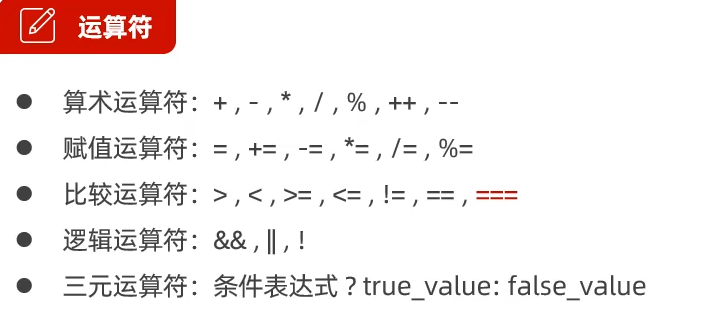 运算符
● 算术运算符：+ , - , * , / , % , ++ , --
● 赋值运算符：= , += , -= , *= , /= , %=
● 比较运算符：> , < , >= , <= , != , == , ===
● 逻辑运算符：&& , || , !
● 三元运算符：条件表达式 ? true_value: false_value